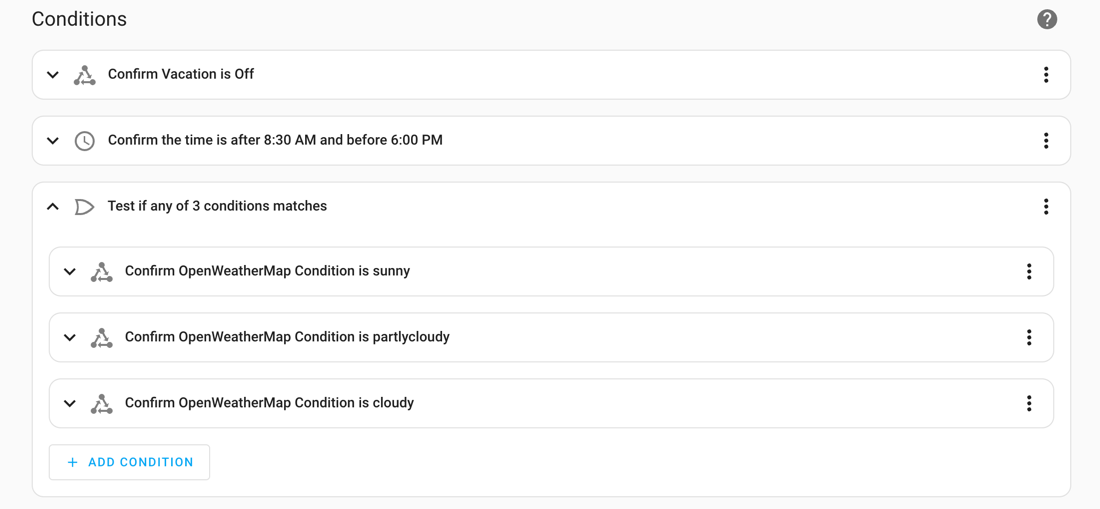 Conditions
?
Confirm Vacation is Off
Confirm the time is after 8:30 AM and before 6:00 PM
Test if any of 3 conditions matches
Confirm OpenWeatherMap Condition is sunny
Confirm OpenWeatherMap Condition is partlycloudy
Confirm OpenWeatherMap Condition is cloudy
+ ADD CONDITION